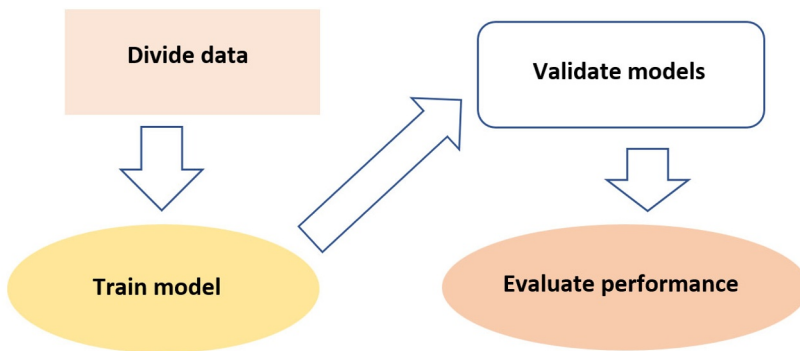 Divide data
Train model
Validate models
Evaluate performance